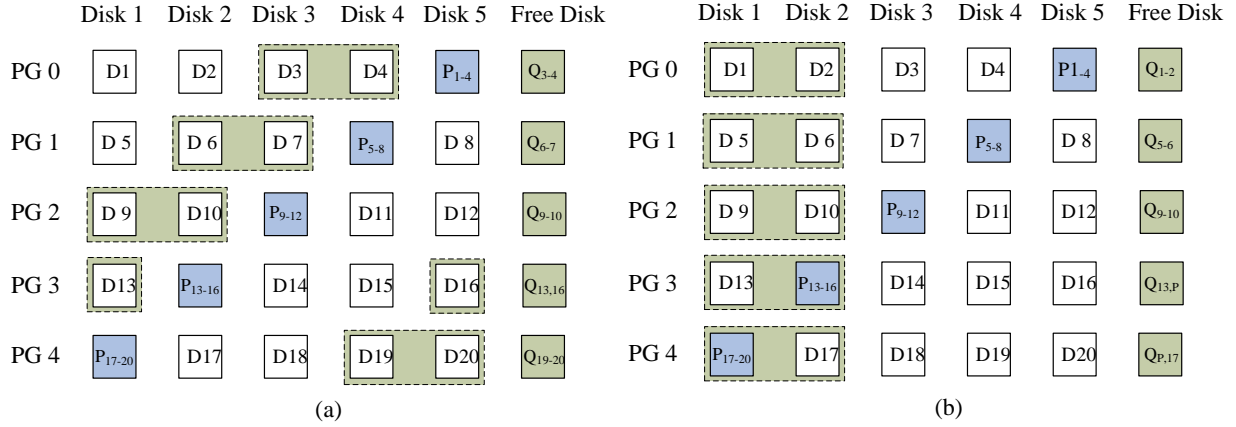 Disk 1 Disk 2 Disk 3 Disk 4 Disk 5 Free Disk
PG 0 D1 D2 D3 D4 P1-4 Q3-4
PG 1 D 5 D 6 D 7 P5-8 D 8 Q6-7
PG 2 D 9 D10 P9-12 D11 D12 Q9-10
PG 3 D13 P13-16 D14 D15 D16 Q13,16
PG 4 P17-20 D17 D18 D19 D20 Q19-20
(a)
Disk 1 Disk 2 Disk 3 Disk 4 Disk 5 Free Disk
PG 0 D1 D2 D3 D4 P1-4 Q1-2
PG 1 D 5 D 6 D 7 P5-8 D 8 Q5-6
PG 2 D 9 D10 P9-12 D11 D12 Q9-10
PG 3 D13 P13-16 D14 D15 D16 Q13,P
PG 4 P17-20 D17 D18 D19 D20 QP,17
(b)